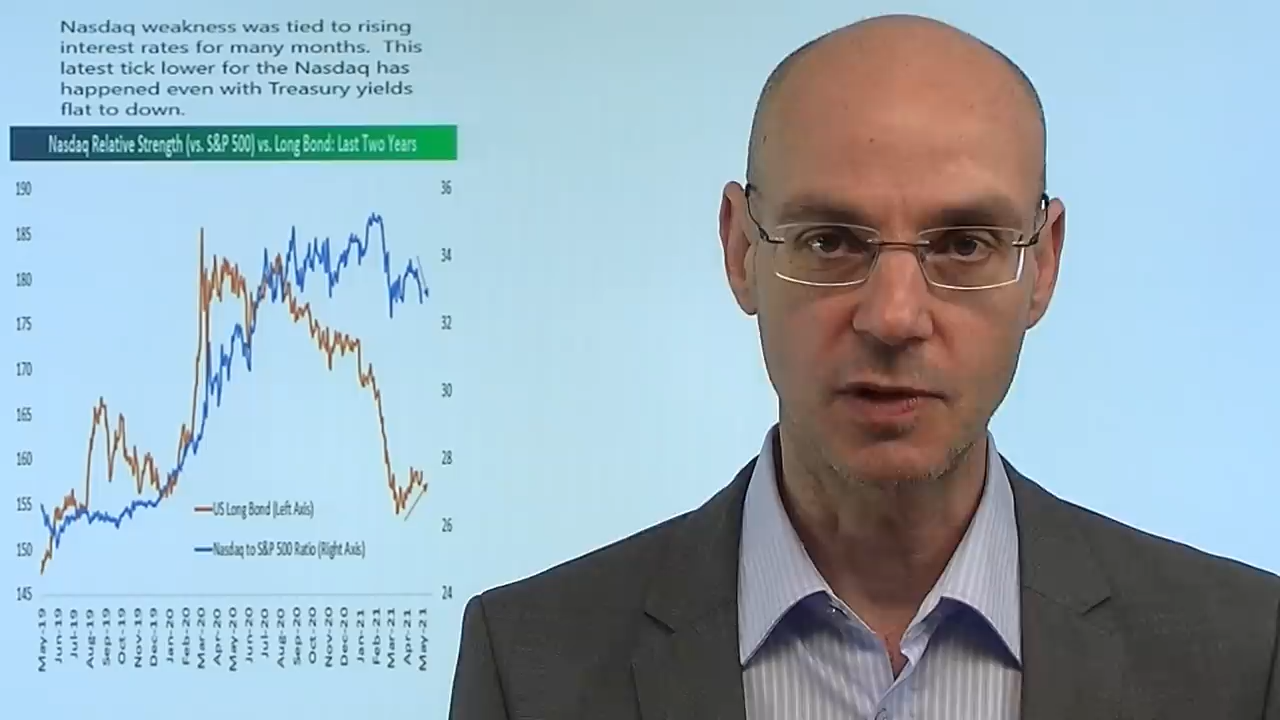 Nasdaq weakness was tied to rising
interest rates for many months. This
latest tick lower for the Nasdaq has
happened even with Treasury yields
flat to down.
Nasdaq Relative Strength (vs. S&P 500) vs. Long Bond: Last Two Years
190
185
180
175
170
165
160
155
150
145
36
34
32
30
28
26
24
US Long Bond (Left Axis)
Nasdaq to S&P 500 Ratio (Right Axis)
May-19
Jun-19
Jul-19
Aug-19
Sep-19
Oct-19
Nov-19
Dec-19
Jan-20
Feb-20
Mar-20
Apr-20
May-20
Jun-20
Jul-20
Aug-20
Sep-20
Oct-20
Nov-20
Dec-20
Jan-21
Feb-21
Mar-21
Apr-21
May-21